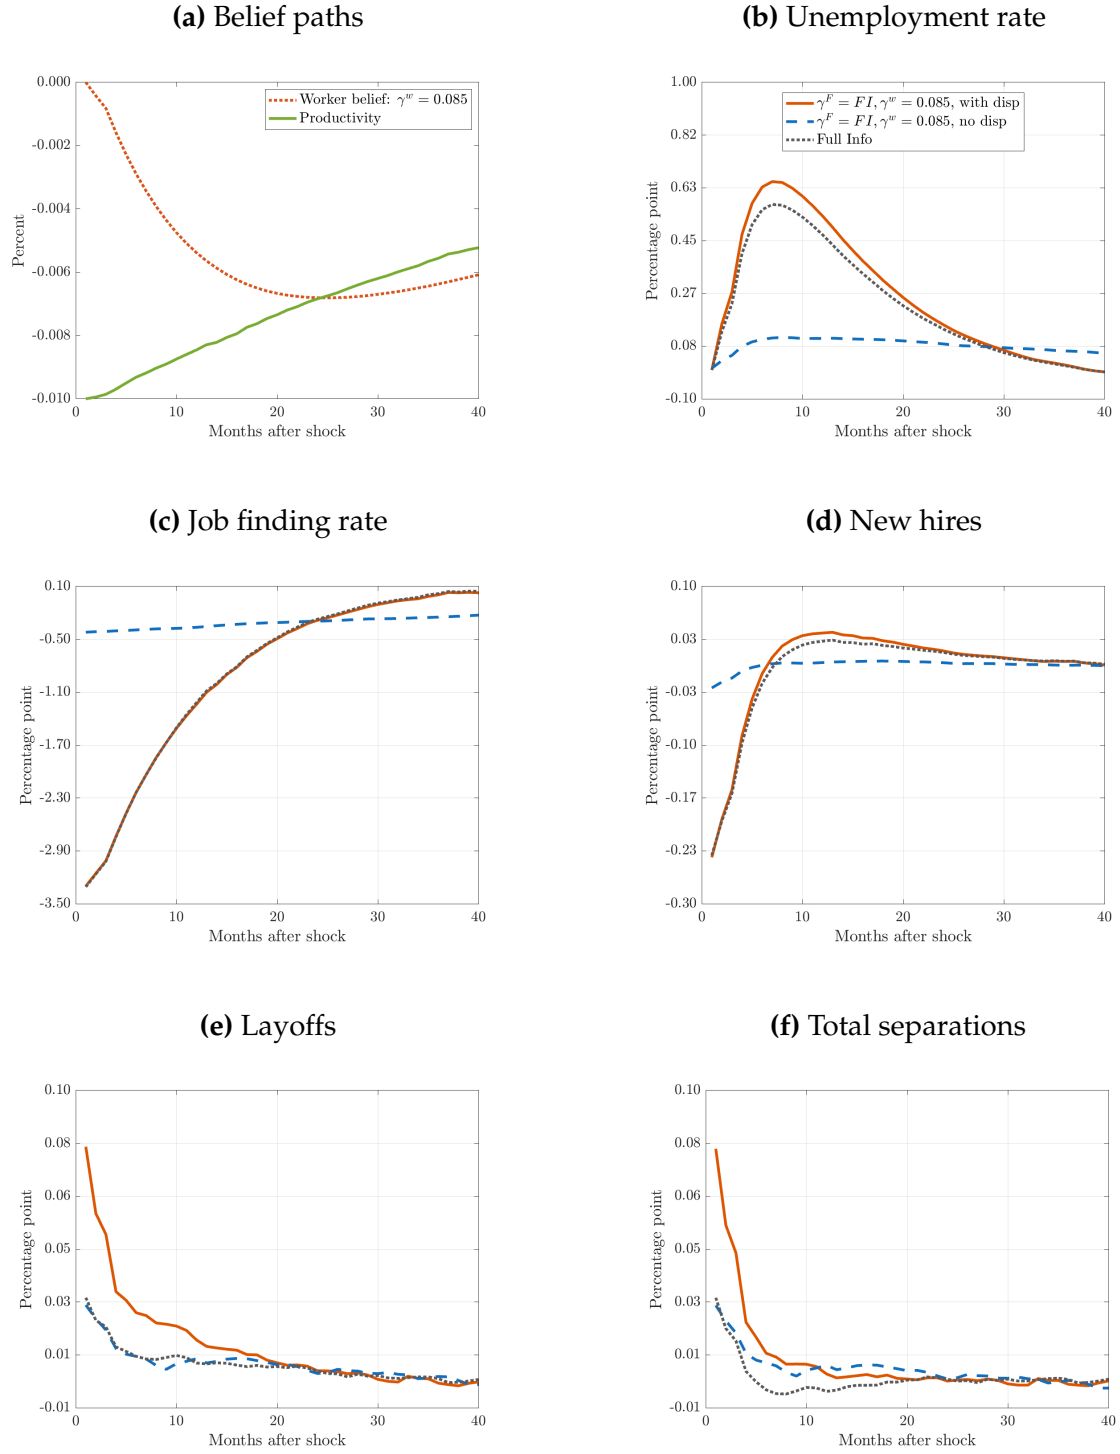 (a) Belief paths
0.000
-0.002
-0.004
-0.006
-0.008
-0.010
Percent
Worker belief: γ^w = 0.085
Productivity
0 10 20 30 40
Months after shock
(b) Unemployment rate
1.00
0.82
0.63
0.45
0.27
0.08
-0.10
Percentage point
γ^F = FI, γ^w = 0.085, with disp
γ^F = FI, γ^w = 0.085, no disp
Full Info
0 10 20 30 40
Months after shock
(c) Job finding rate
0.10
-0.50
-1.10
-1.70
-2.30
-2.90
-3.50
Percentage point
0 10 20 30 40
Months after shock
(d) New hires
0.10
0.03
-0.03
-0.10
-0.17
-0.23
-0.30
Percentage point
0 10 20 30 40
Months after shock
(e) Layoffs
0.10
0.08
0.06
0.05
0.03
0.01
-0.01
Percentage point
0 10 20 30 40
Months after shock
(f) Total separations
0.10
0.08
0.06
0.05
0.03
0.01
-0.01
Percentage point
0 10 20 30 40
Months after shock